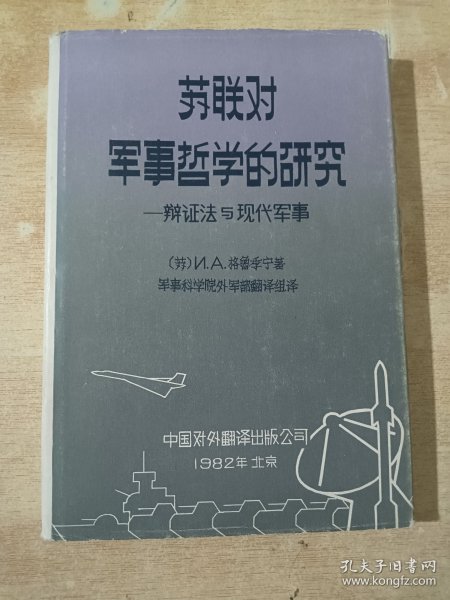 苏联对
军事哲学的研究
—辩证法与现代军事
(苏)И.А.格鲁季宁著
军事科学院外军部翻译组译
中国对外翻译出版公司
1982年 北京
孔夫子旧书网
www.kongfz.com